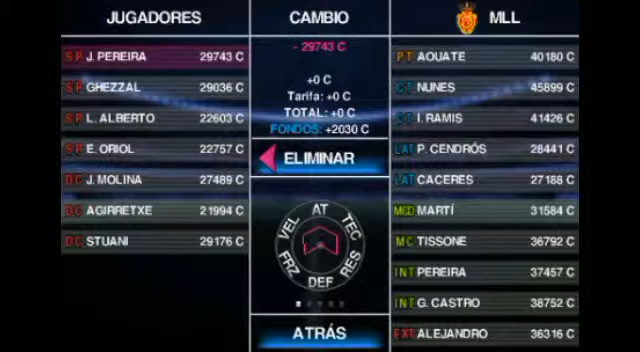 JUGADORES
SP J. PEREIRA 29743 C
SP GHEZZAL 29036 C
SP L. ALBERTO 22603 C
SP E. ORIOL 22757 C
DC J. MOLINA 27489 C
DC AGIRRETXE 21994 C
DC STUANI 29176 C
CAMBIO
- 29743 C
+0 C
Tarifa: +0 C
TOTAL: +0 C
FONDOS: +2030 C
ELIMINAR
AT
VEL TEC
FRZ RES
DEF
ATRÁS
MLL
PT AOUATE 40180 C
CT NUNES 45899 C
CT I. RAMIS 41426 C
LAT P. CENDRÓS 28441 C
LAT CACERES 27188 C
MCD MARTÍ 31584 C
MC TISSONE 36792 C
INT PEREIRA 37457 C
INT G. CASTRO 38752 C
EXT ALEJANDRO 36316 C